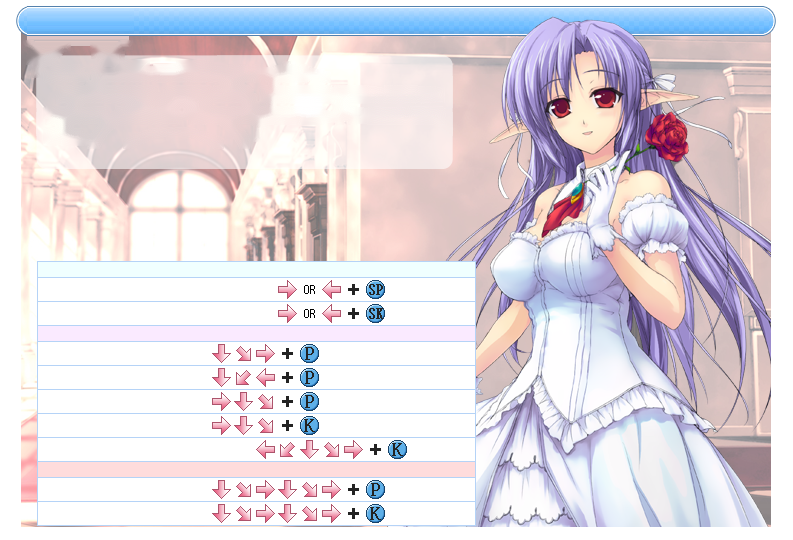 → OR ← + SP
→ OR ← + SK
↓ ↘ → + P
↓ ↙ ← + P
→ ↓ ↘ + P
→ ↓ ↘ + K
← ↙ ↓ ↘ → + K
↓ ↘ → ↓ ↘ → + P
↓ ↘ → ↓ ↘ → + K